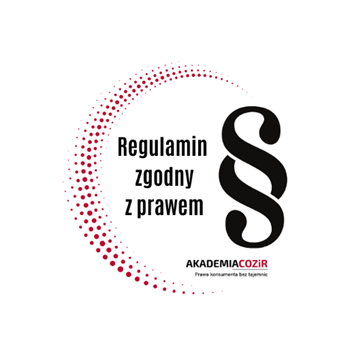 Regulamin
zgodny
z prawem
§
AKADEMIACOZiR
Prawa konsumenta bez tajemnic